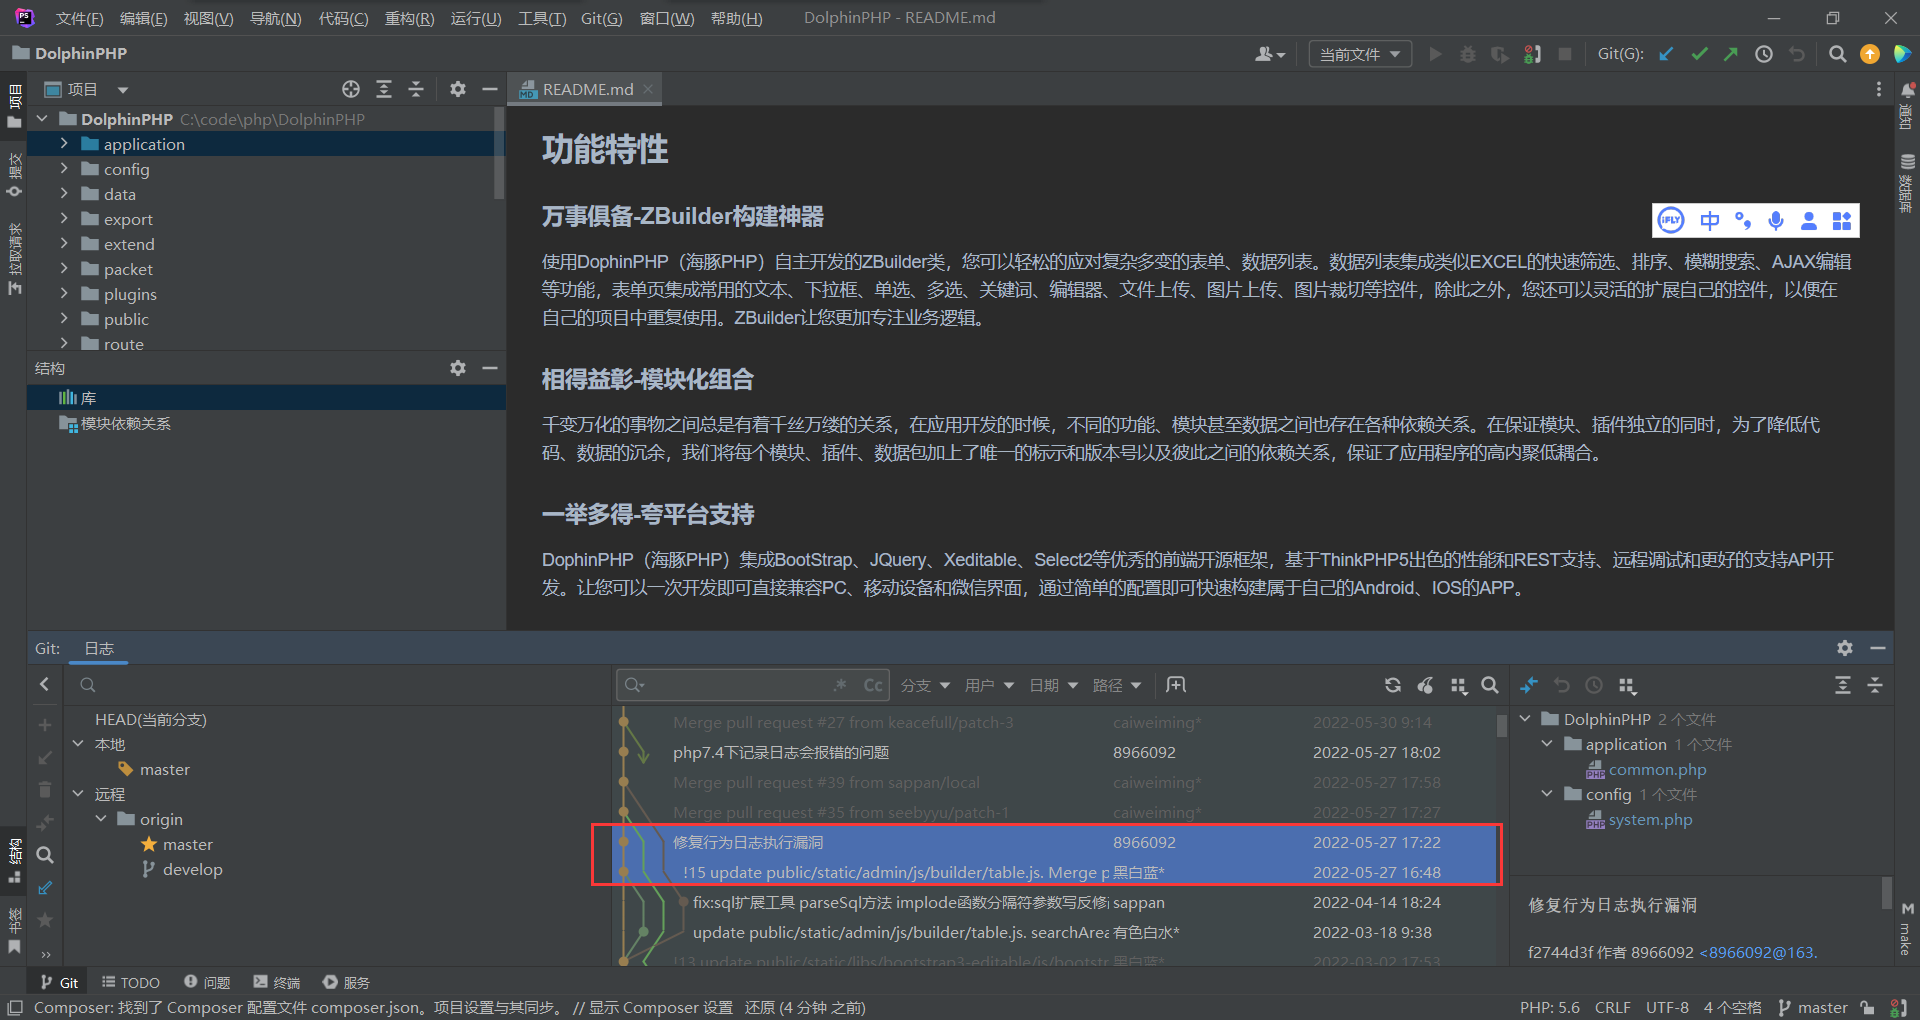 文件(F) 编辑(E) 视图(V) 导航(N) 代码(C) 重构(R) 运行(U) 工具(T) Git(G) 窗口(W) 帮助(H) DolphinPHP - README.md
DolphinPHP
当前文件
Git(G):
项目
README.md
DolphinPHP C:\code\php\DolphinPHP
application
config
data
export
extend
packet
plugins
public
route
结构
库
模块依赖关系
项目
提交
拉取请求
结构
书签
通知
数据库
make
功能特性
万事俱备-ZBuilder构建神器
iFLY 中
使用DophinPHP（海豚PHP）自主开发的ZBuilder类，您可以轻松的应对复杂多变的表单、数据列表。数据列表集成类似EXCEL的快速筛选、排序、模糊搜索、AJAX编辑
等功能，表单页集成常用的文本、下拉框、单选、多选、关键词、编辑器、文件上传、图片上传、图片裁切等控件，除此之外，您还可以灵活的扩展自己的控件，以便在
自己的项目中重复使用。ZBuilder让您更加专注业务逻辑。
相得益彰-模块化组合
千变万化的事物之间总是有着千丝万缕的关系，在应用开发的时候，不同的功能、模块甚至数据之间也存在各种依赖关系。在保证模块、插件独立的同时，为了降低代
码、数据的沉余，我们将每个模块、插件、数据包加上了唯一的标示和版本号以及彼此之间的依赖关系，保证了应用程序的高内聚低耦合。
一举多得-夸平台支持
DophinPHP（海豚PHP）集成BootStrap、JQuery、Xeditable、Select2等优秀的前端开源框架，基于ThinkPHP5出色的性能和REST支持、远程调试和更好的支持API开
发。让您可以一次开发即可直接兼容PC、移动设备和微信界面，通过简单的配置即可快速构建属于自己的Android、IOS的APP。
Git: 日志
HEAD(当前分支)
本地
master
远程
origin
master
develop
.* Cc 分支 用户 日期 路径
Merge pull request #27 from keacefull/patch-3 caiweiming* 2022-05-30 9:14
php7.4下记录日志会报错的问题 8966092 2022-05-27 18:02
Merge pull request #39 from sappan/local caiweiming* 2022-05-27 17:58
Merge pull request #35 from seebyyu/patch-1 caiweiming* 2022-05-27 17:27
修复行为日志执行漏洞 8966092 2022-05-27 17:22
!15 update public/static/admin/js/builder/table.js. Merge p 黑白蓝* 2022-05-27 16:48
fix:sql扩展工具 parseSql方法 implode函数分隔符参数写反修 sappan 2022-04-14 18:24
update public/static/admin/js/builder/table.js. searchArea 有色白水* 2022-03-18 9:38
!13 update public/static/libs/bootstrap3-editable/js/bootstr 黑白蓝* 2022-03-02 17:53
DolphinPHP 2 个文件
application 1 个文件
common.php
config 1 个文件
system.php
修复行为日志执行漏洞
f2744d3f 作者 8966092 <8966092@163.
Git TODO 问题 终端 服务
Composer: 找到了 Composer 配置文件 composer.json。项目设置与其同步。 // 显示 Composer 设置 还原 (4 分钟 之前)
PHP: 5.6 CRLF UTF-8 4 个空格 master